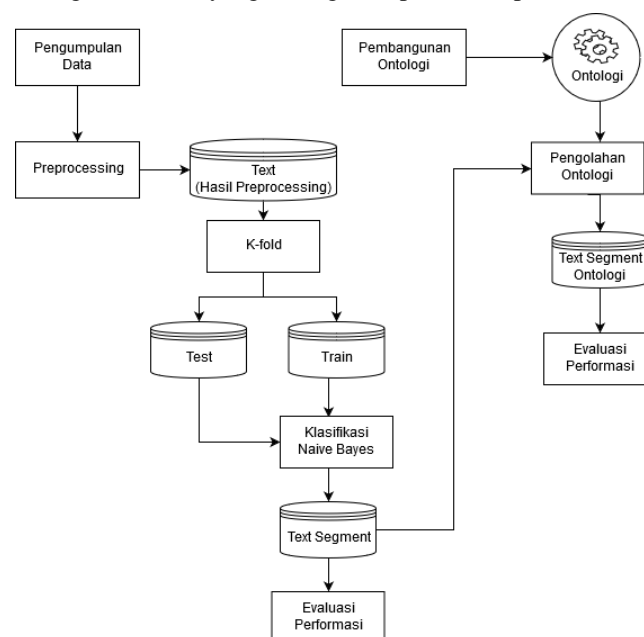 Pengumpulan
Data
Pembangunan
Ontologi
Ontologi
Preprocessing
Text
(Hasil Preprocessing)
Pengolahan
Ontologi
K-fold
Text Segment
Ontologi
Test
Train
Evaluasi
Performasi
Klasifikasi
Naive Bayes
Text Segment
Evaluasi
Performasi